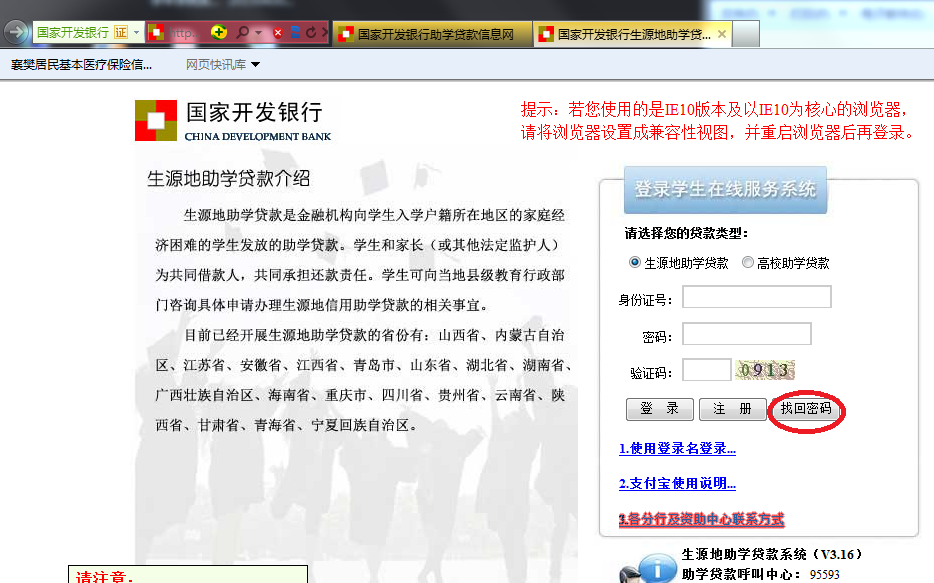 国家开发银行 证 http:
国家开发银行助学贷款信息网
国家开发银行生源地助学贷...
襄樊居民基本医疗保险信...
网页快讯库
国家开发银行
CHINA DEVELOPMENT BANK
提示：若您使用的是IE10版本及以IE10为核心的浏览器，
请将浏览器设置成兼容性视图，并重启浏览器后再登录。
生源地助学贷款介绍
生源地助学贷款是金融机构向学生入学户籍所在地区的家庭经
济困难的学生发放的助学贷款。学生和家长（或其他法定监护人）
为共同借款人，共同承担还款责任。学生可向当地县级教育行政部
门咨询具体申请办理生源地信用助学贷款的相关事宜。
目前已经开展生源地助学贷款的省份有：山西省、内蒙古自治
区、江苏省、安徽省、江西省、青岛市、山东省、湖北省、湖南省、
广西壮族自治区、海南省、重庆市、四川省、贵州省、云南省、陕
西省、甘肃省、青海省、宁夏回族自治区。
登录学生在线服务系统
请选择您的贷款类型：
生源地助学贷款 高校助学贷款
身份证号：
密码：
验证码： 0913
登 录 注 册 找回密码
1.使用登录名登录...
2.支付宝使用说明...
3.各分行及资助中心联系方式
生源地助学贷款系统（V3.16）
助学贷款呼叫中心： 95593
请注意：